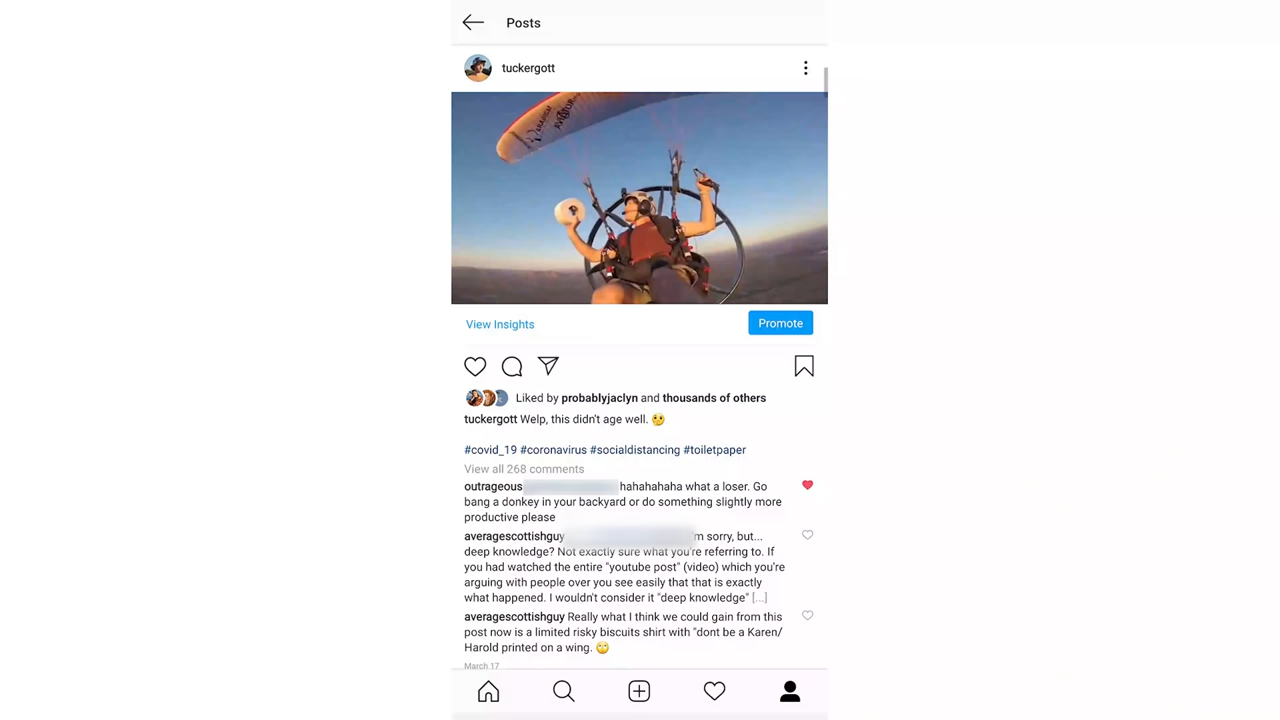 Posts
tuckergott
View Insights
Promote
Liked by probablyjaclyn and thousands of others
tuckergott Welp, this didn't age well. 🤔
#covid_19 #coronavirus #socialdistancing #toiletpaper
View all 268 comments
outrageous hahahahaha what a loser. Go
bang a donkey in your backyard or do something slightly more
productive please
averagescottishguy 'm sorry, but...
deep knowledge? Not exactly sure what you're referring to. If
you had watched the entire "youtube post" (video) which you're
arguing with people over you see easily that that is exactly
what happened. I wouldn't consider it "deep knowledge" [...]
averagescottishguy Really what I think we could gain from this
post now is a limited risky biscuits shirt with "dont be a Karen/
Harold printed on a wing. 🙄
March 17